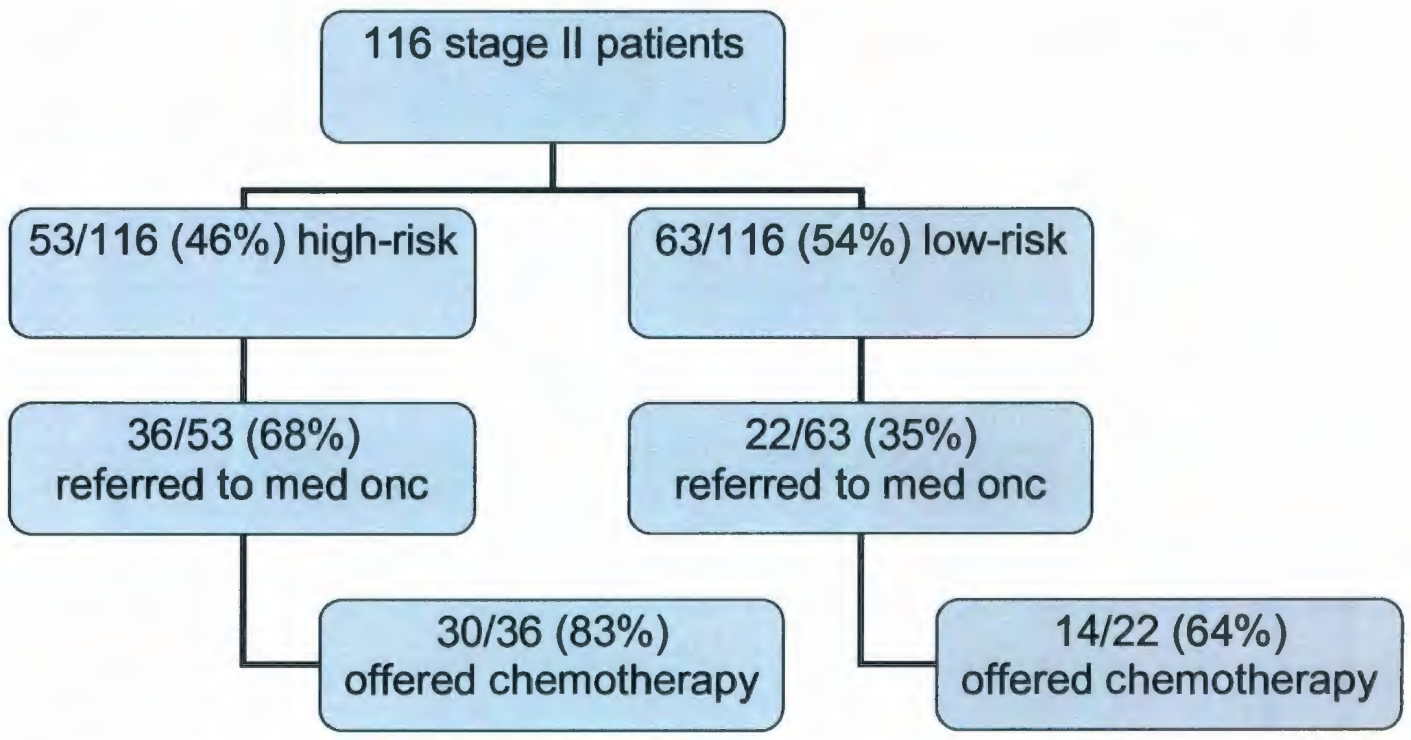 116 stage II patients
53/116 (46%) high-risk
63/116 (54%) low-risk
36/53 (68%)
referred to med onc
22/63 (35%)
referred to med onc
30/36 (83%)
offered chemotherapy
14/22 (64%)
offered chemotherapy